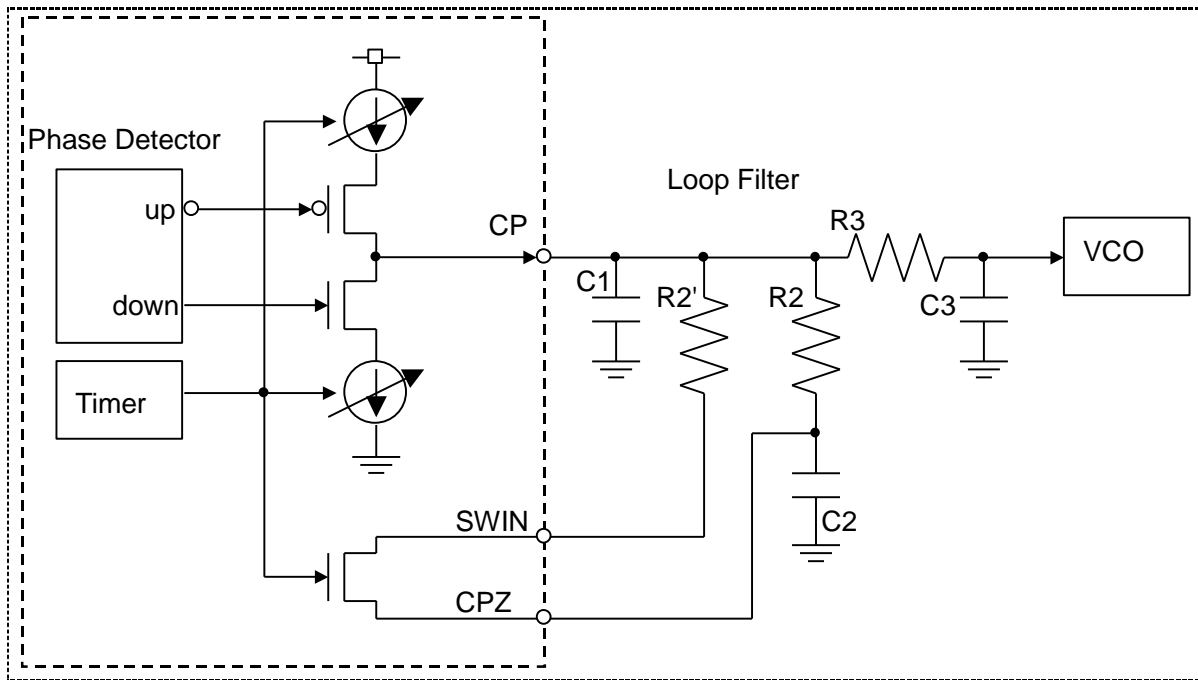 Phase Detector
up
down
Timer
CP
SWIN
CPZ
Loop Filter
C1
R2'
R2
C2
R3
C3
VCO